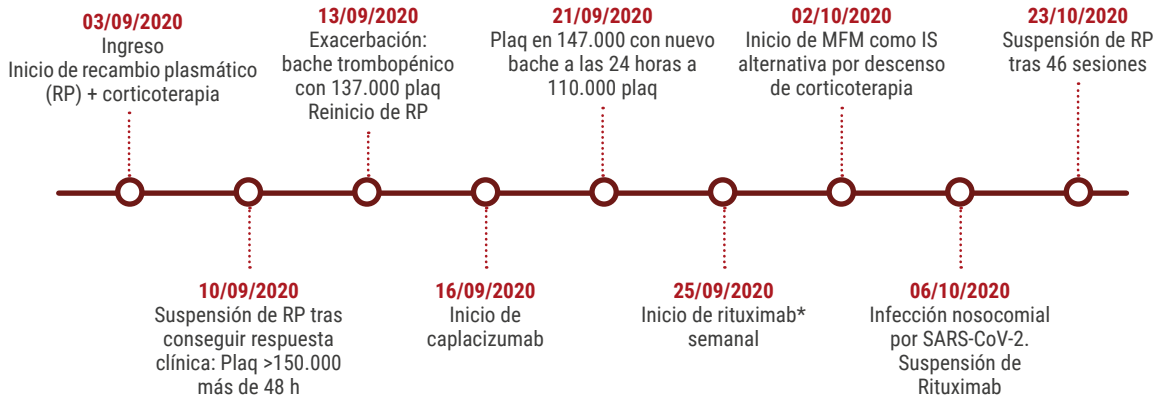 03/09/2020
Ingreso
Inicio de recambio plasmático
(RP) + corticoterapia
10/09/2020
Suspensión de RP tras
conseguir respuesta
clínica: Plaq >150.000
más de 48 h
13/09/2020
Exacerbación:
bache trombopénico
con 137.000 plaq
Reinicio de RP
16/09/2020
Inicio de
caplacizumab
21/09/2020
Plaq en 147.000 con nuevo
bache a las 24 horas a
110.000 plaq
25/09/2020
Inicio de rituximab*
semanal
02/10/2020
Inicio de MFM como IS
alternativa por descenso
de corticoterapia
06/10/2020
Infección nosocomial
por SARS-CoV-2.
Suspensión de
Rituximab
23/10/2020
Suspensión de RP
tras 46 sesiones